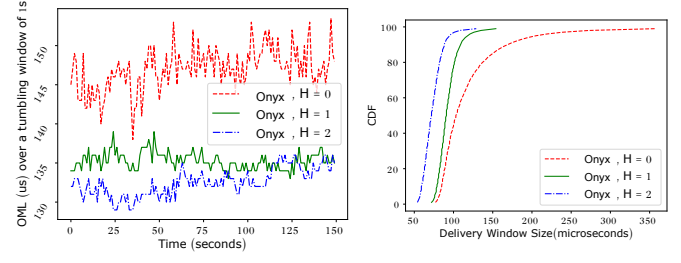 OML (us) over a tumbling window of 1s
150
145
140
135
130
Onyx , H = 0
Onyx , H = 1
Onyx , H = 2
0
25
50
75
100
125
150
Time (seconds)
CDF
100
80
60
40
20
0
Onyx , H = 0
Onyx , H = 1
Onyx , H = 2
50
100
150
200
250
300
350
Delivery Window Size(microseconds)